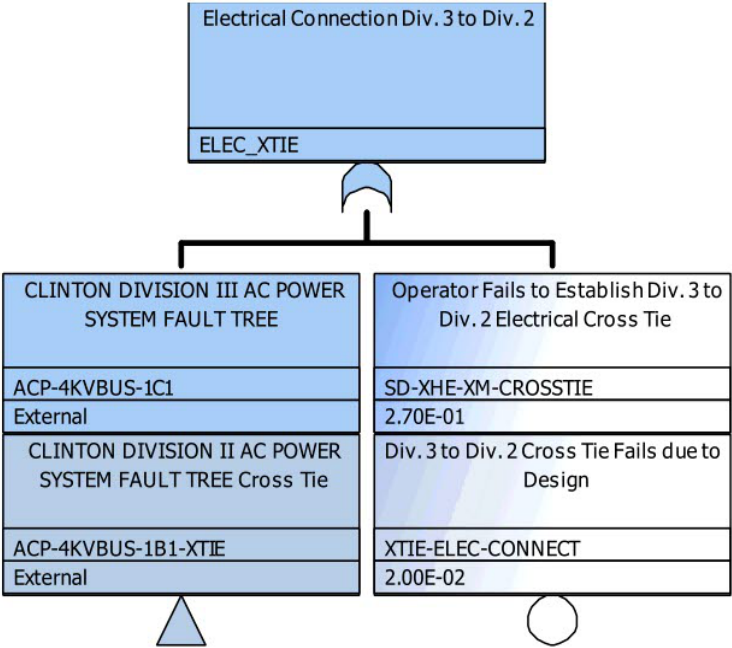 Electrical Connection Div. 3 to Div. 2
ELEC_XTIE
CLINTON DIVISION III AC POWER
SYSTEM FAULT TREE
ACP-4KVBUS-1C1
External
CLINTON DIVISION II AC POWER
SYSTEM FAULT TREE Cross Tie
ACP-4KVBUS-1B1-XTIE
External
Operator Fails to Establish Div. 3 to
Div. 2 Electrical Cross Tie
SD-XHE-XM-CROSSTIE
2.70E-01
Div. 3 to Div. 2 Cross Tie Fails due to
Design
XTIE-ELEC-CONNECT
2.00E-02